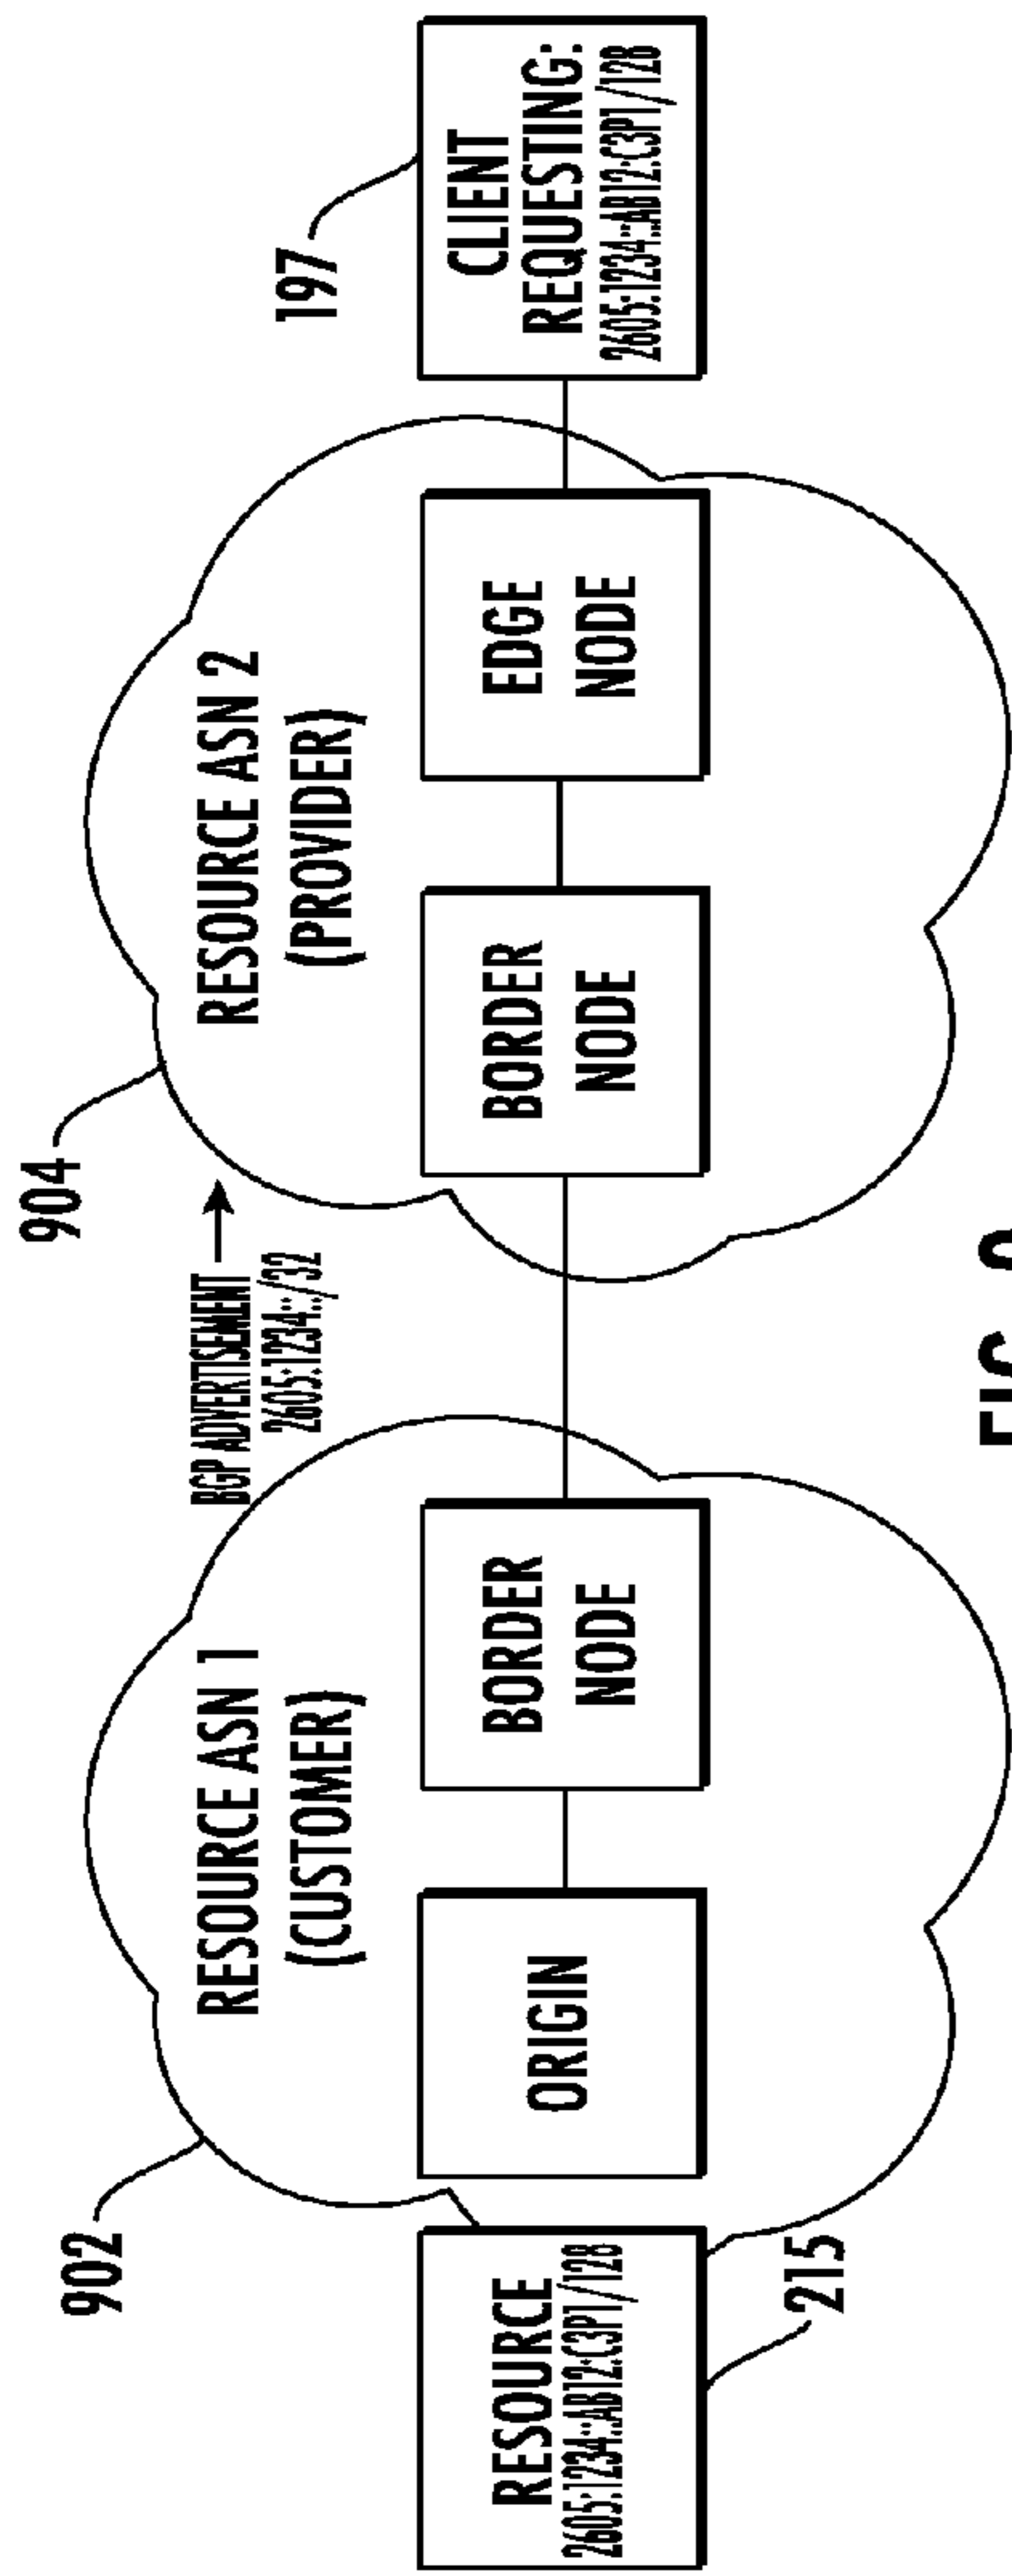 902
904
197
RESOURCE ASN 1
(CUSTOMER)
BGP ADVERTISEMENT
2605:1234::/32
RESOURCE ASN 2
(PROVIDER)
RESOURCE
2605:1234::AB12:C3P1/128
ORIGIN
BORDER
NODE
BORDER
NODE
EDGE
NODE
CLIENT
REQUESTING:
2605:1234::AB12:C3P1/128
215